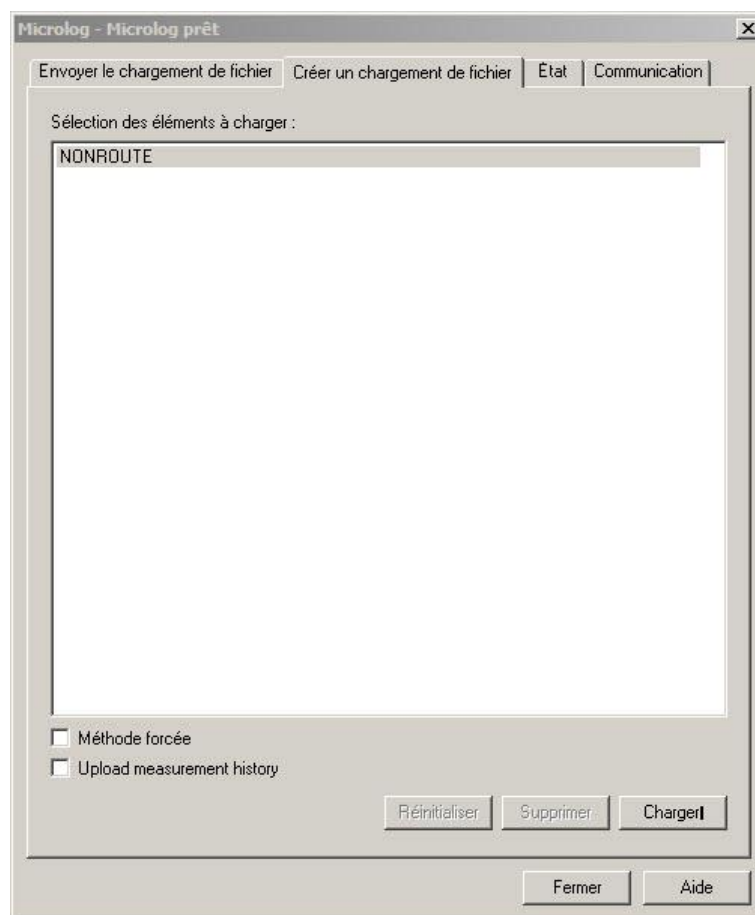 Microlog - Microlog prêt
Envoyer le chargement de fichier Créer un chargement de fichier État Communication
Sélection des éléments à charger :
NONROUTE
Méthode forcée
Upload measurement history
Réinitialiser Supprimer Charger
Fermer Aide